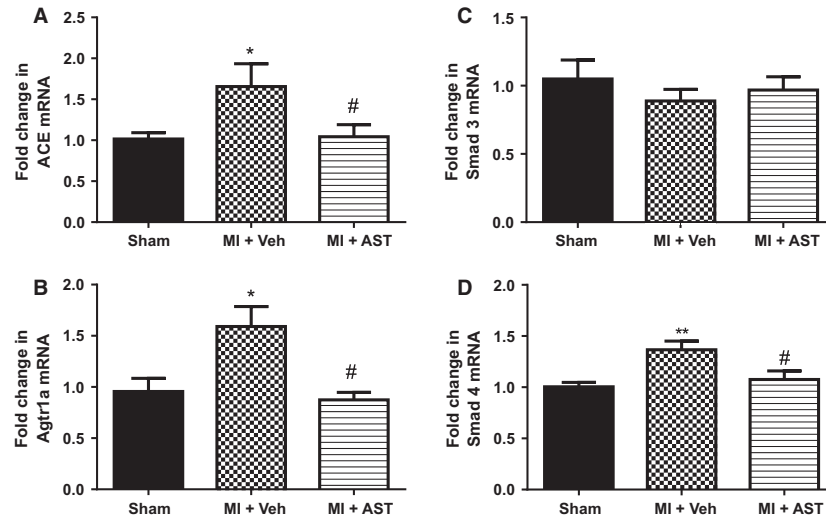 A
Fold change in
ACE mRNA
2.5
2.0
1.5
1.0
0.5
0.0
*
#
Sham MI + Veh MI + AST
C
Fold change in
Smad 3 mRNA
1.5
1.0
0.5
0.0
Sham MI + Veh MI + AST
B
Fold change in
Agtr1a mRNA
2.0
1.5
1.0
0.5
0.0
*
#
Sham MI + Veh MI + AST
D
Fold change in
Smad 4 mRNA
2.0
1.5
1.0
0.5
0.0
**
#
Sham MI + Veh MI + AST